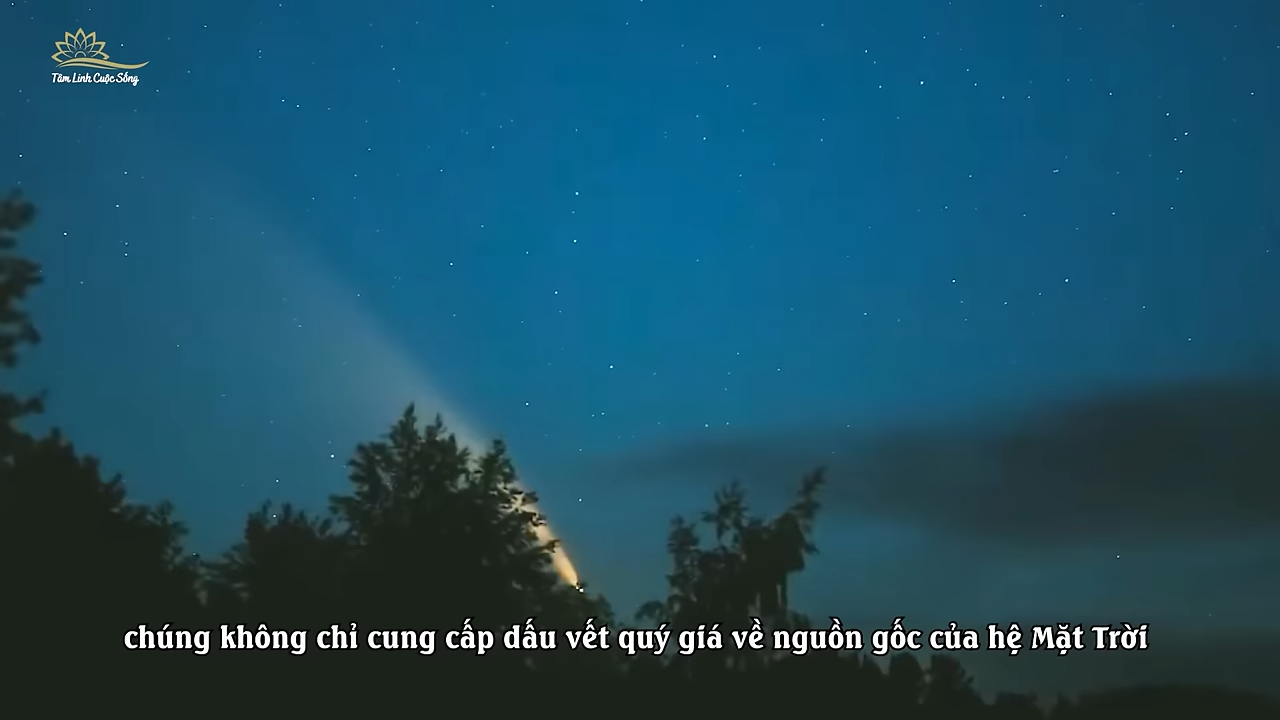 Tâm Linh Cuộc Sống
chúng không chỉ cung cấp dấu vết quý giá về nguồn gốc của hệ Mặt Trời